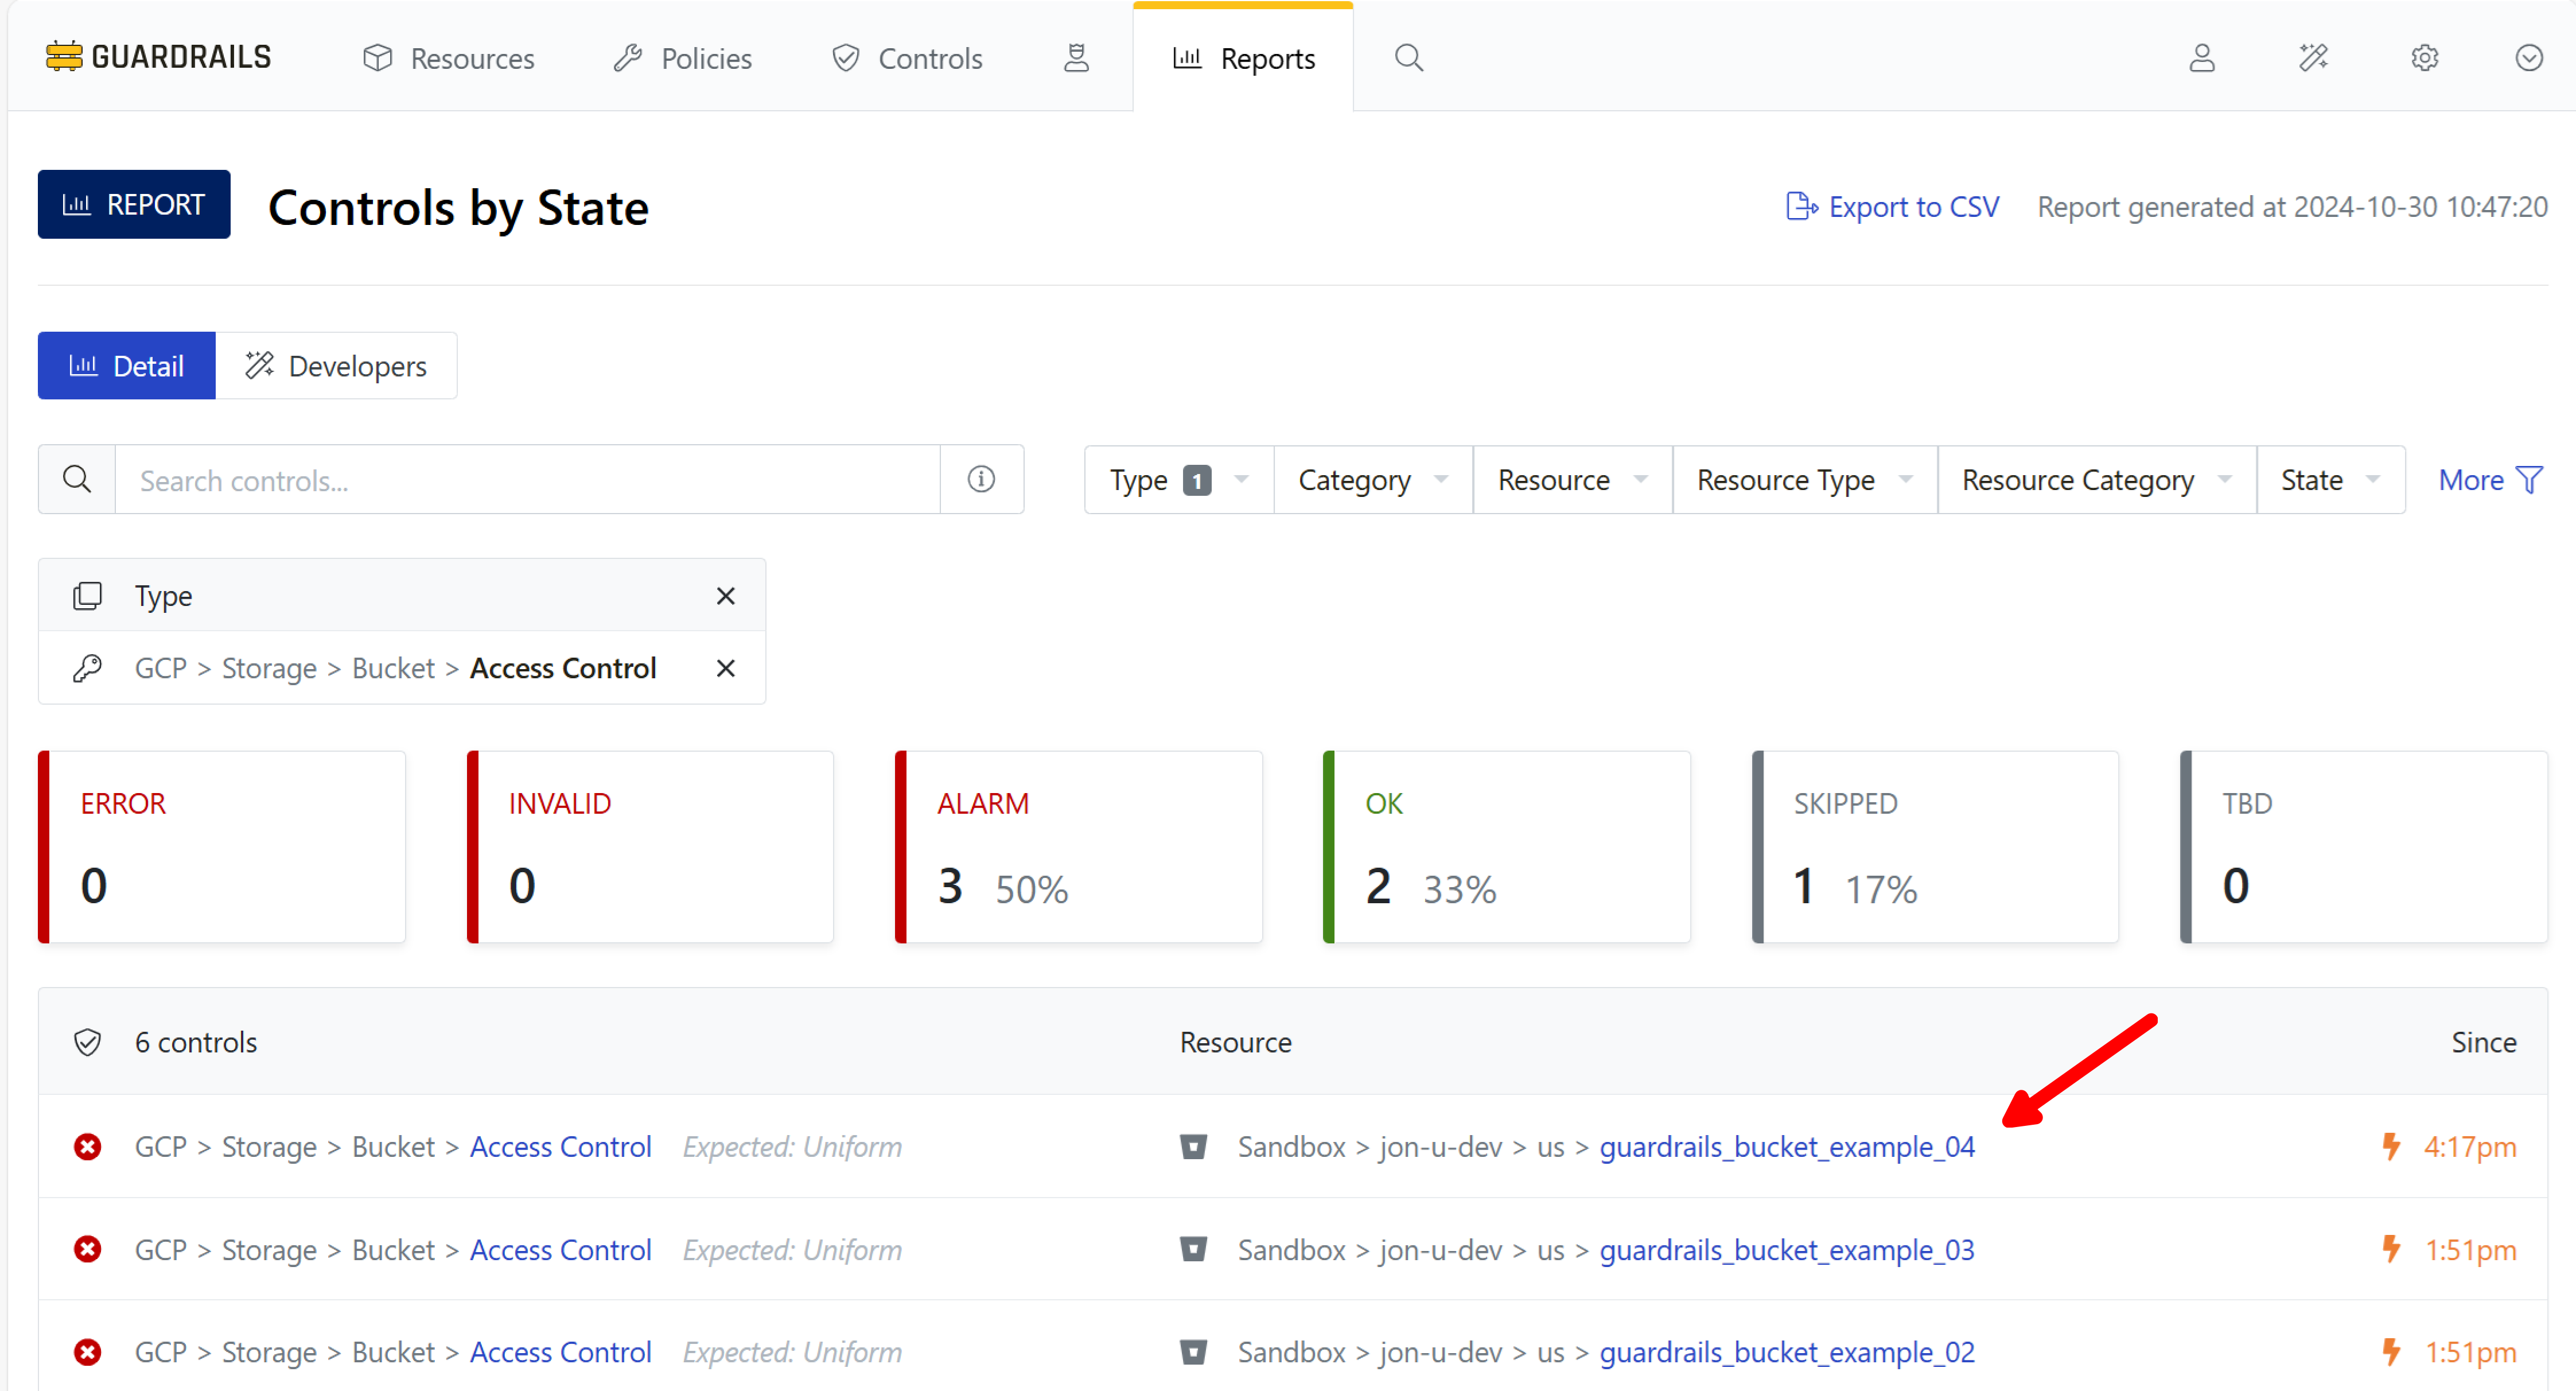 GUARDRAILS Resources Policies Controls Reports
REPORT Controls by State Export to CSV Report generated at 2024-10-30 10:47:20
Detail Developers
Search controls... Type 1 Category Resource Resource Type Resource Category State More
Type
GCP > Storage > Bucket > Access Control
ERROR INVALID ALARM OK SKIPPED TBD
0 0 3 50% 2 33% 1 17% 0
6 controls Resource Since
GCP > Storage > Bucket > Access Control Expected: Uniform Sandbox > jon-u-dev > us > guardrails_bucket_example_04 4:17pm
GCP > Storage > Bucket > Access Control Expected: Uniform Sandbox > jon-u-dev > us > guardrails_bucket_example_03 1:51pm
GCP > Storage > Bucket > Access Control Expected: Uniform Sandbox > jon-u-dev > us > guardrails_bucket_example_02 1:51pm